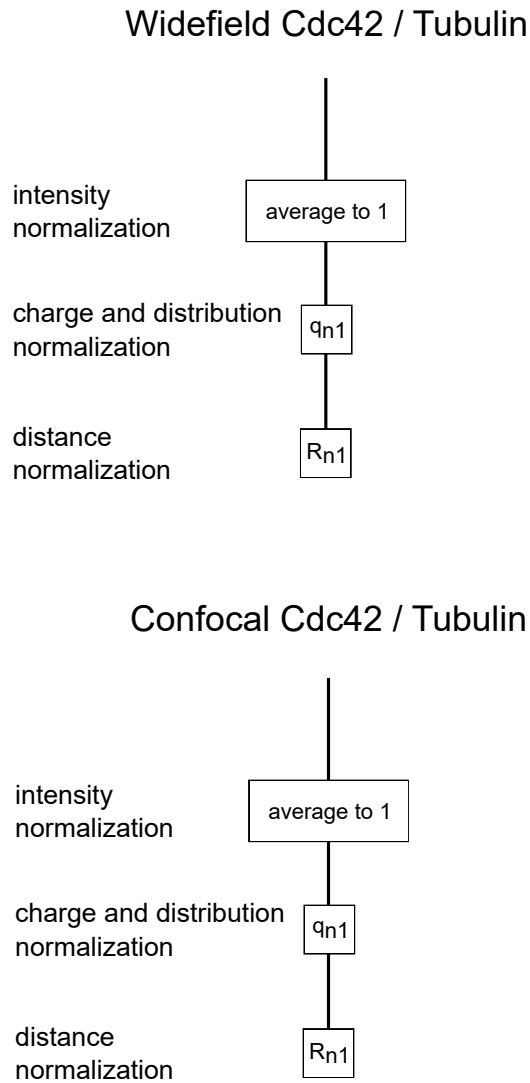 Widefield Cdc42 / Tubulin
intensity
normalization
average to 1
charge and distribution
normalization
qn1
distance
normalization
Rn1
Confocal Cdc42 / Tubulin
intensity
normalization
average to 1
charge and distribution
normalization
qn1
distance
normalization
Rn1